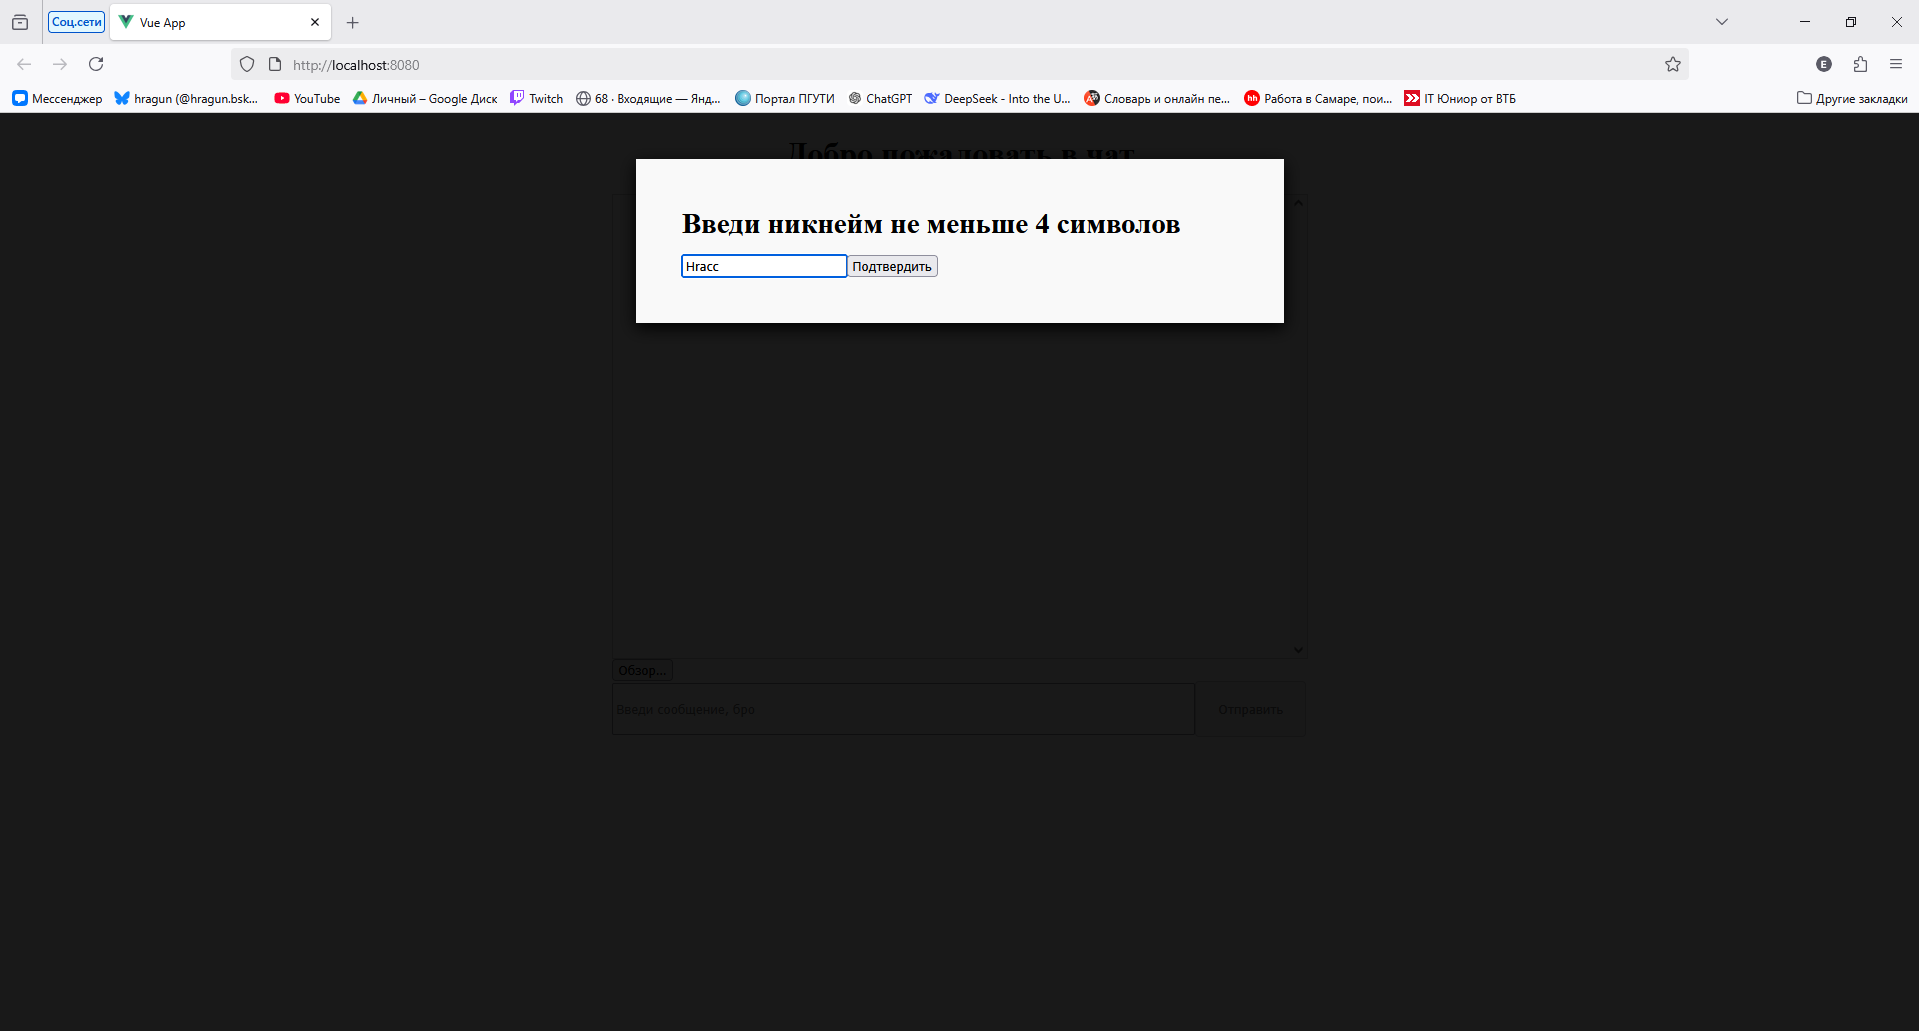 Соц.сети
Vue App
http://localhost:8080
E
Мессенджер
hragun (@hragun.bsk...
YouTube
Личный – Google Диск
Twitch
68 · Входящие — Янд...
Портал ПГУТИ
ChatGPT
DeepSeek - Into the U...
Словарь и онлайн пе...
hh
Работа в Самаре, пои...
IT Юниор от ВТБ
Другие закладки
Добро пожаловать в чат
Введи никнейм не меньше 4 символов
Hracc
Подтвердить
Обзор...
Введи сообщение, бро
Отправить